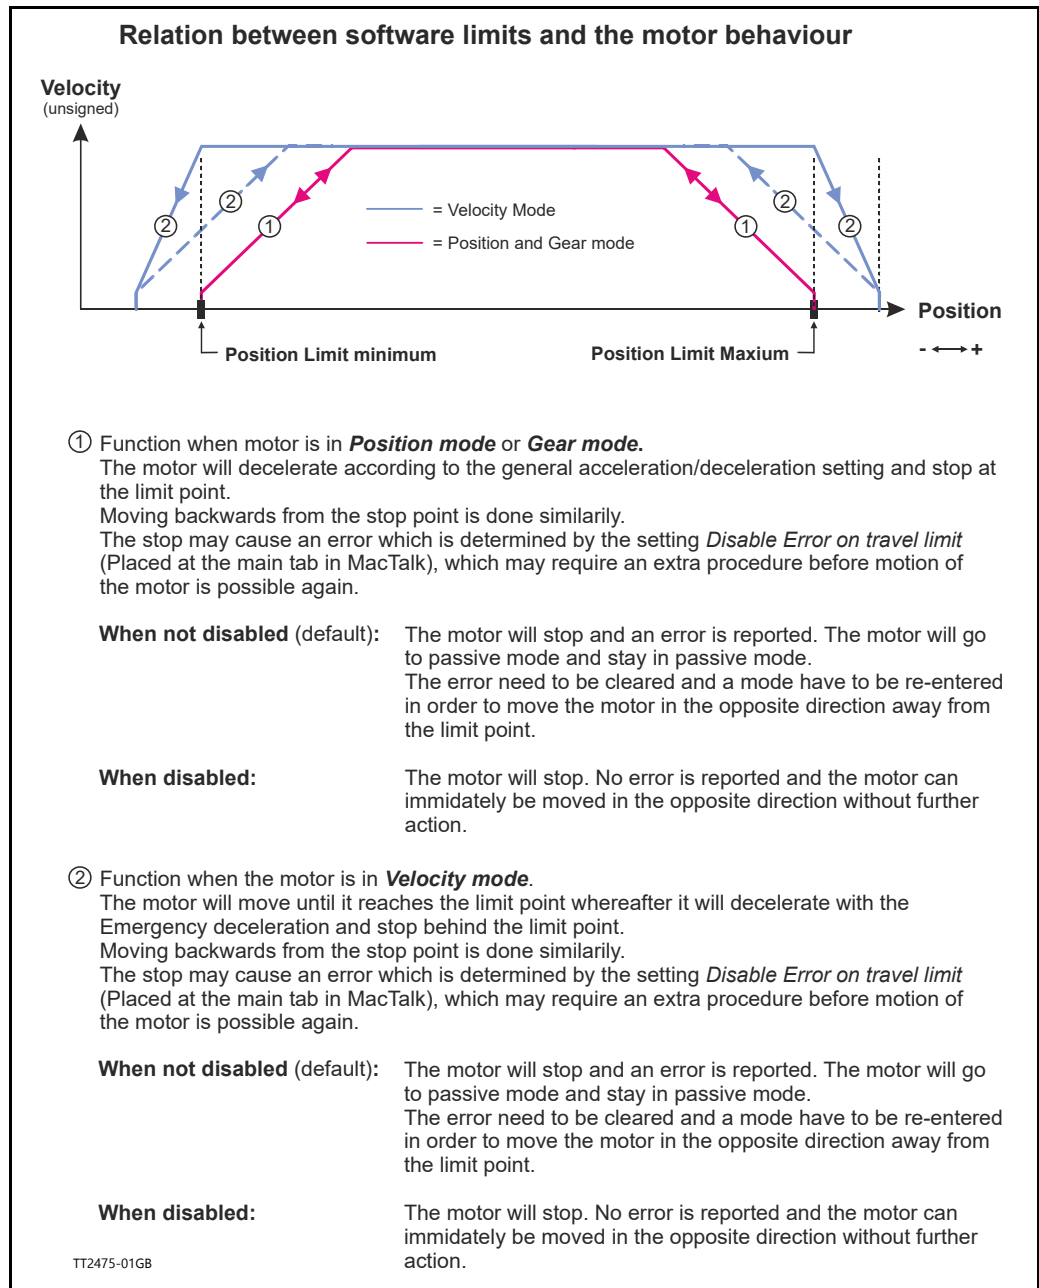 Relation between software limits and the motor behaviour
Velocity
(unsigned)
2
2
1
= Velocity Mode
= Position and Gear mode
1
2
2
Position
- +
Position Limit minimum
Position Limit Maxium
1 Function when motor is in Position mode or Gear mode.
The motor will decelerate according to the general acceleration/deceleration setting and stop at
the limit point.
Moving backwards from the stop point is done similarily.
The stop may cause an error which is determined by the setting Disable Error on travel limit
(Placed at the main tab in MacTalk), which may require an extra procedure before motion of
the motor is possible again.
When not disabled (default): The motor will stop and an error is reported. The motor will go
to passive mode and stay in passive mode.
The error need to be cleared and a mode have to be re-entered
in order to move the motor in the opposite direction away from
the limit point.
When disabled: The motor will stop. No error is reported and the motor can
immidately be moved in the opposite direction without further
action.
2 Function when the motor is in Velocity mode.
The motor will move until it reaches the limit point whereafter it will decelerate with the
Emergency deceleration and stop behind the limit point.
Moving backwards from the stop point is done similarily.
The stop may cause an error which is determined by the setting Disable Error on travel limit
(Placed at the main tab in MacTalk), which may require an extra procedure before motion of
the motor is possible again.
When not disabled (default): The motor will stop and an error is reported. The motor will go
to passive mode and stay in passive mode.
The error need to be cleared and a mode have to be re-entered
in order to move the motor in the opposite direction away from
the limit point.
When disabled: The motor will stop. No error is reported and the motor can
immidately be moved in the opposite direction without further
action.
TT2475-01GB